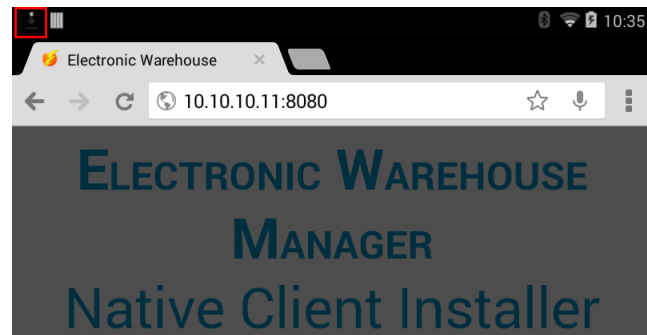 10:35
Electronic Warehouse
10.10.10.11:8080
ELECTRONIC WAREHOUSE
MANAGER
Native Client Installer